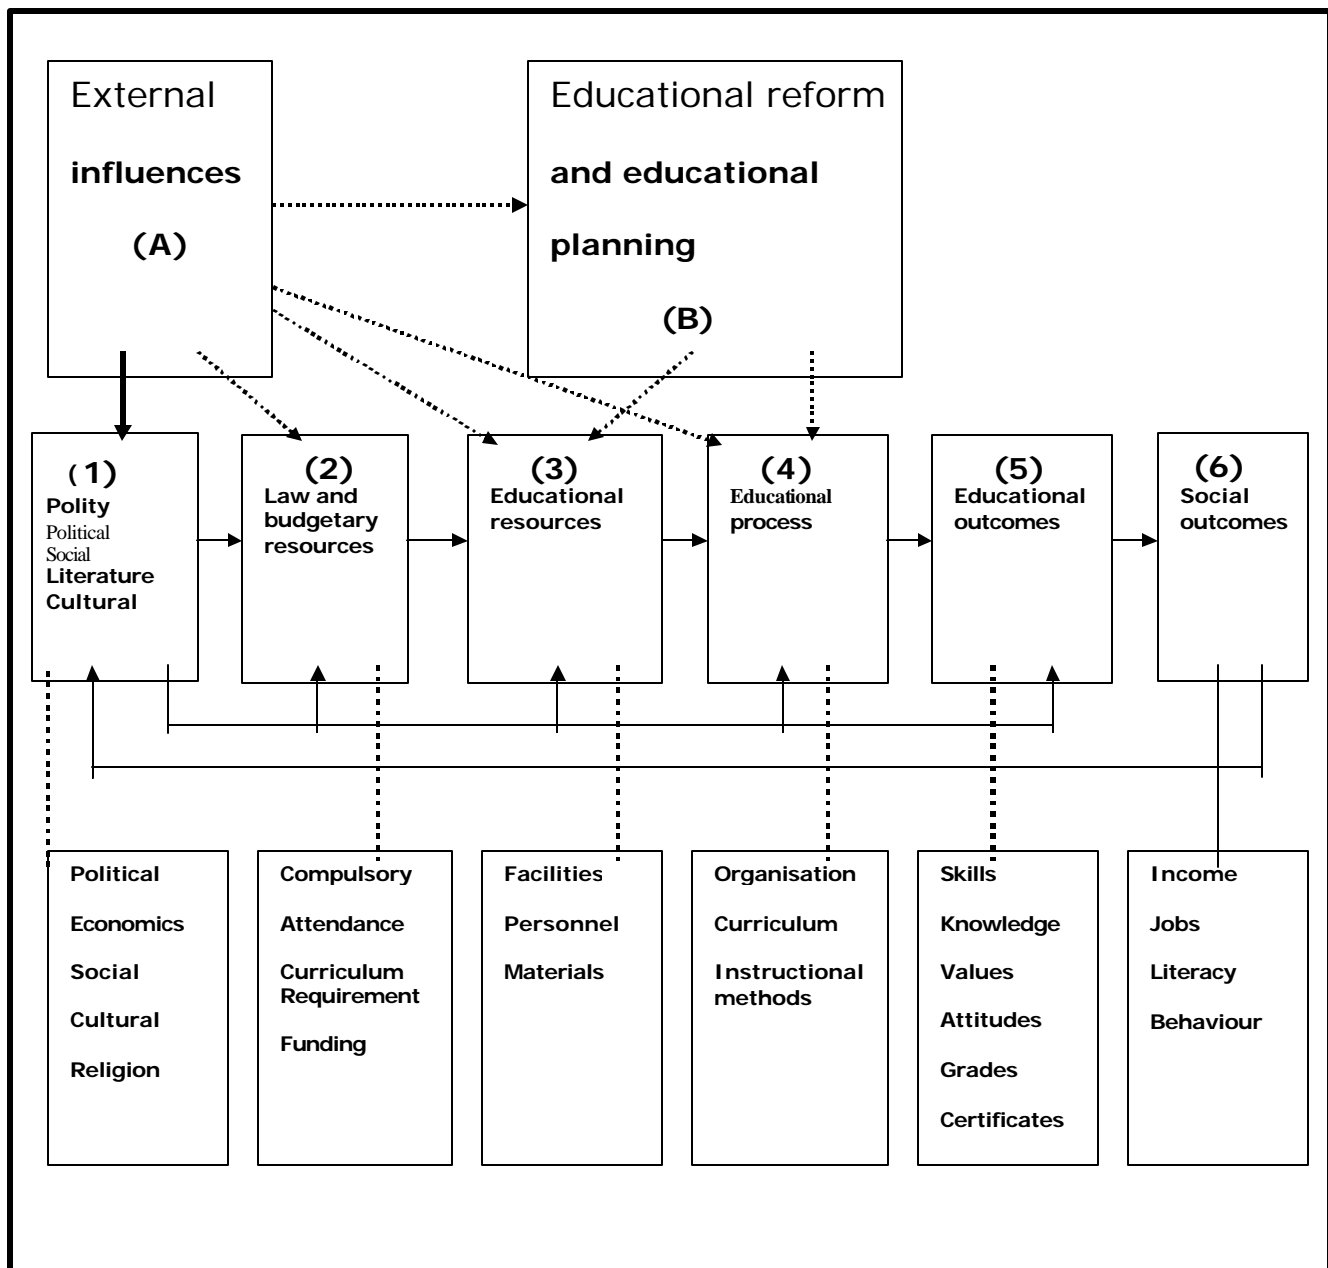 External
influences
(A)
Educational reform
and educational
planning
(B)
(1)
Polity
Political
Social
Literature
Cultural
(2)
Law and
budgetary
resources
(3)
Educational
resources
(4)
Educational
process
(5)
Educational
outcomes
(6)
Social
outcomes
Political
Economics
Social
Cultural
Religion
Compulsory
Attendance
Curriculum
Requirement
Funding
Facilities
Personnel
Materials
Organisation
Curriculum
Instructional
methods
Skills
Knowledge
Values
Attitudes
Grades
Certificates
Income
Jobs
Literacy
Behaviour